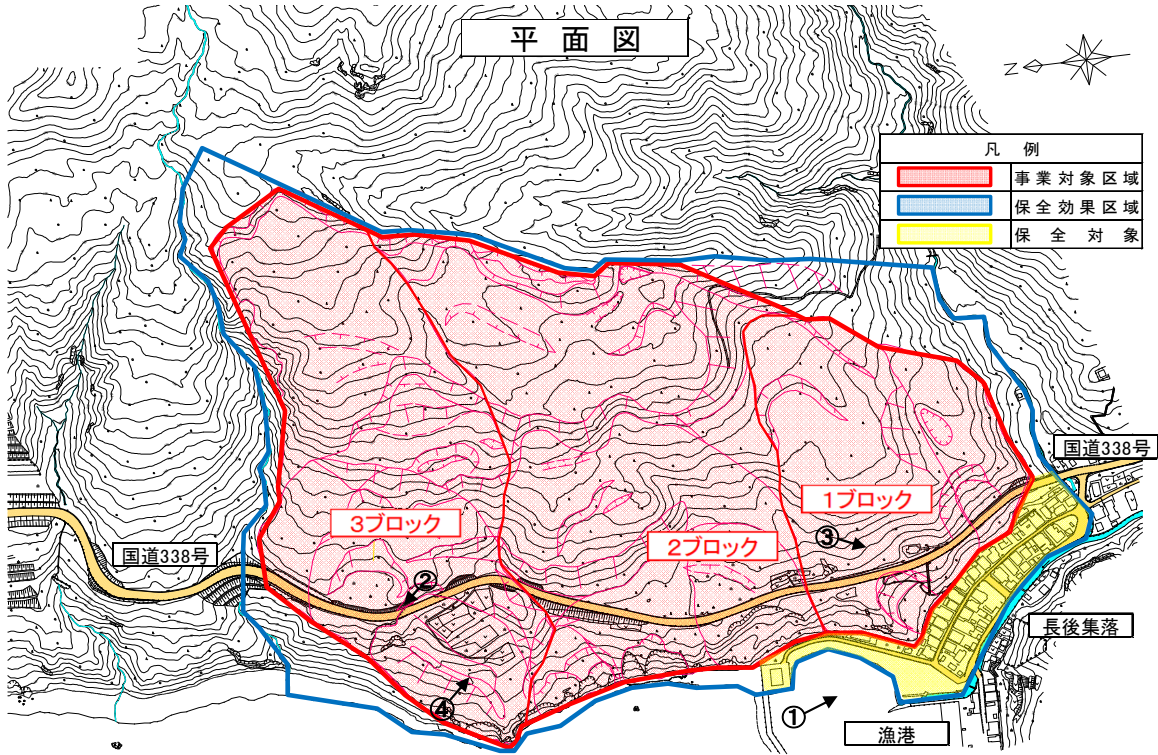 平面図
N
凡例
事業対象区域
保全効果区域
保全対象
国道338号
1ブロック
3ブロック
③
2ブロック
国道338号
②
長後集落
④
①
漁港